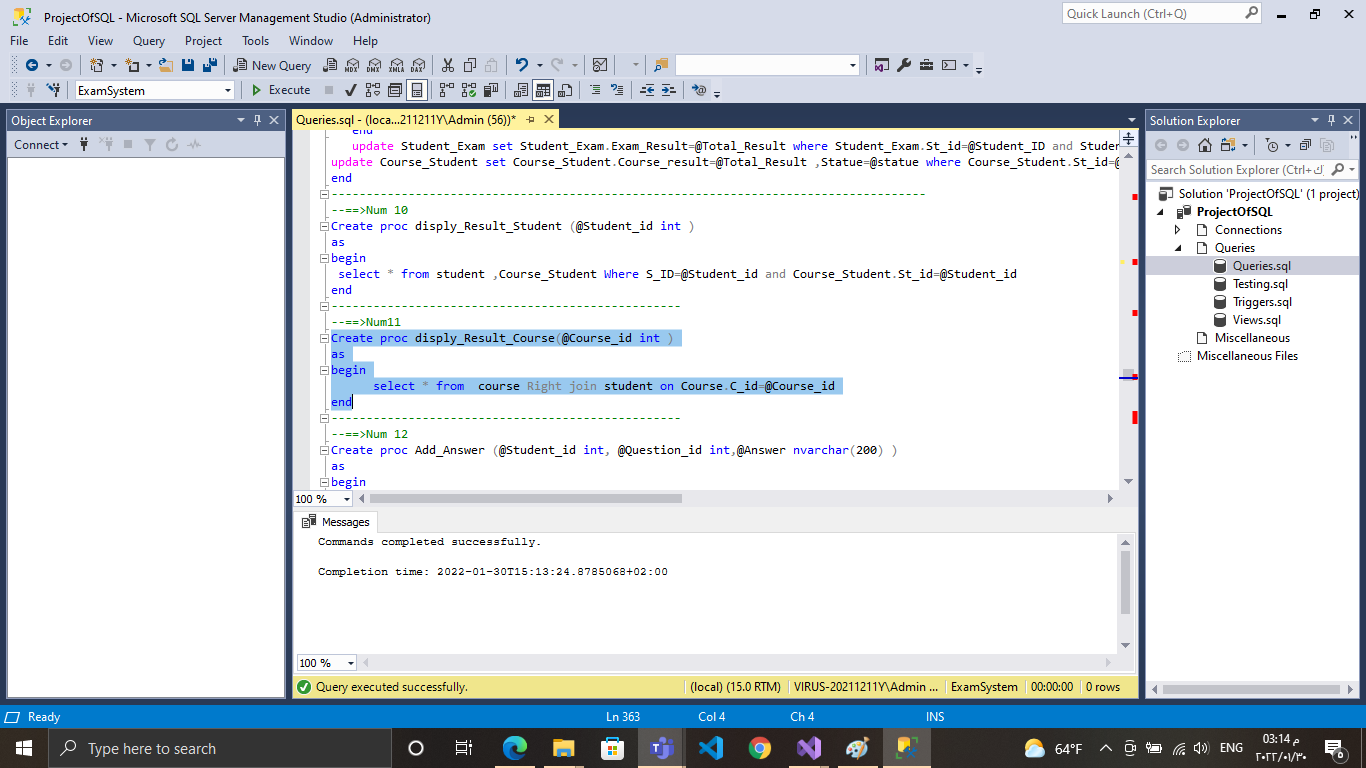 ProjectOfSQL - Microsoft SQL Server Management Studio (Administrator)
Quick Launch (Ctrl+Q)
File Edit View Query Project Tools Window Help
New Query
MDX DMX XMLA DAX
ExamSystem
Execute
Object Explorer
Connect
Queries.sql - (loca...211211Y\Admin (56))*
end
update Student_Exam set Student_Exam.Exam_Result=@Total_Result where Student_Exam.St_id=@Student_ID and Studen
update Course_Student set Course_Student.Course_result=@Total_Result ,Statue=@statue where Course_Student.St_id=@
end
-------------------------------------------------------------------------------------
--==>Num 10
Create proc disply_Result_Student (@Student_id int )
as
begin
select * from student ,Course_Student Where S_ID=@Student_id and Course_Student.St_id=@Student_id
end
--------------------------------------------------
--==>Num11
Create proc disply_Result_Course(@Course_id int )
as
begin
select * from  course Right join student on Course.C_id=@Course_id
end
--------------------------------------------------
--==>Num 12
Create proc Add_Answer (@Student_id int, @Question_id int,@Answer nvarchar(200) )
as
begin
100 %
Messages
Commands completed successfully.
Completion time: 2022-01-30T15:13:24.8785068+02:00
100 %
Query executed successfully.
(local) (15.0 RTM) VIRUS-20211211Y\Admin ... ExamSystem 00:00:00 0 rows
Solution Explorer
Search Solution Explorer (Ctrl+ك)
Solution 'ProjectOfSQL' (1 project)
ProjectOfSQL
Connections
Queries
Queries.sql
Testing.sql
Triggers.sql
Views.sql
Miscellaneous
Miscellaneous Files
Ready Ln 363 Col 4 Ch 4 INS
Type here to search
64°F
ENG
03:14 م
٢٠٢٢/٠١/٣٠
8